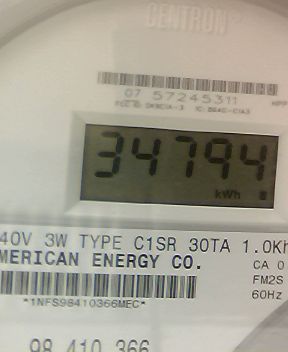 CENTRON
07 57245311
34794
kWh
40V 3W TYPE C1SR 30TA 1.0Kh
MERICAN ENERGY CO.
CA 0
FM2S
*1NFS98410366MEC*
60Hz
98 410 366